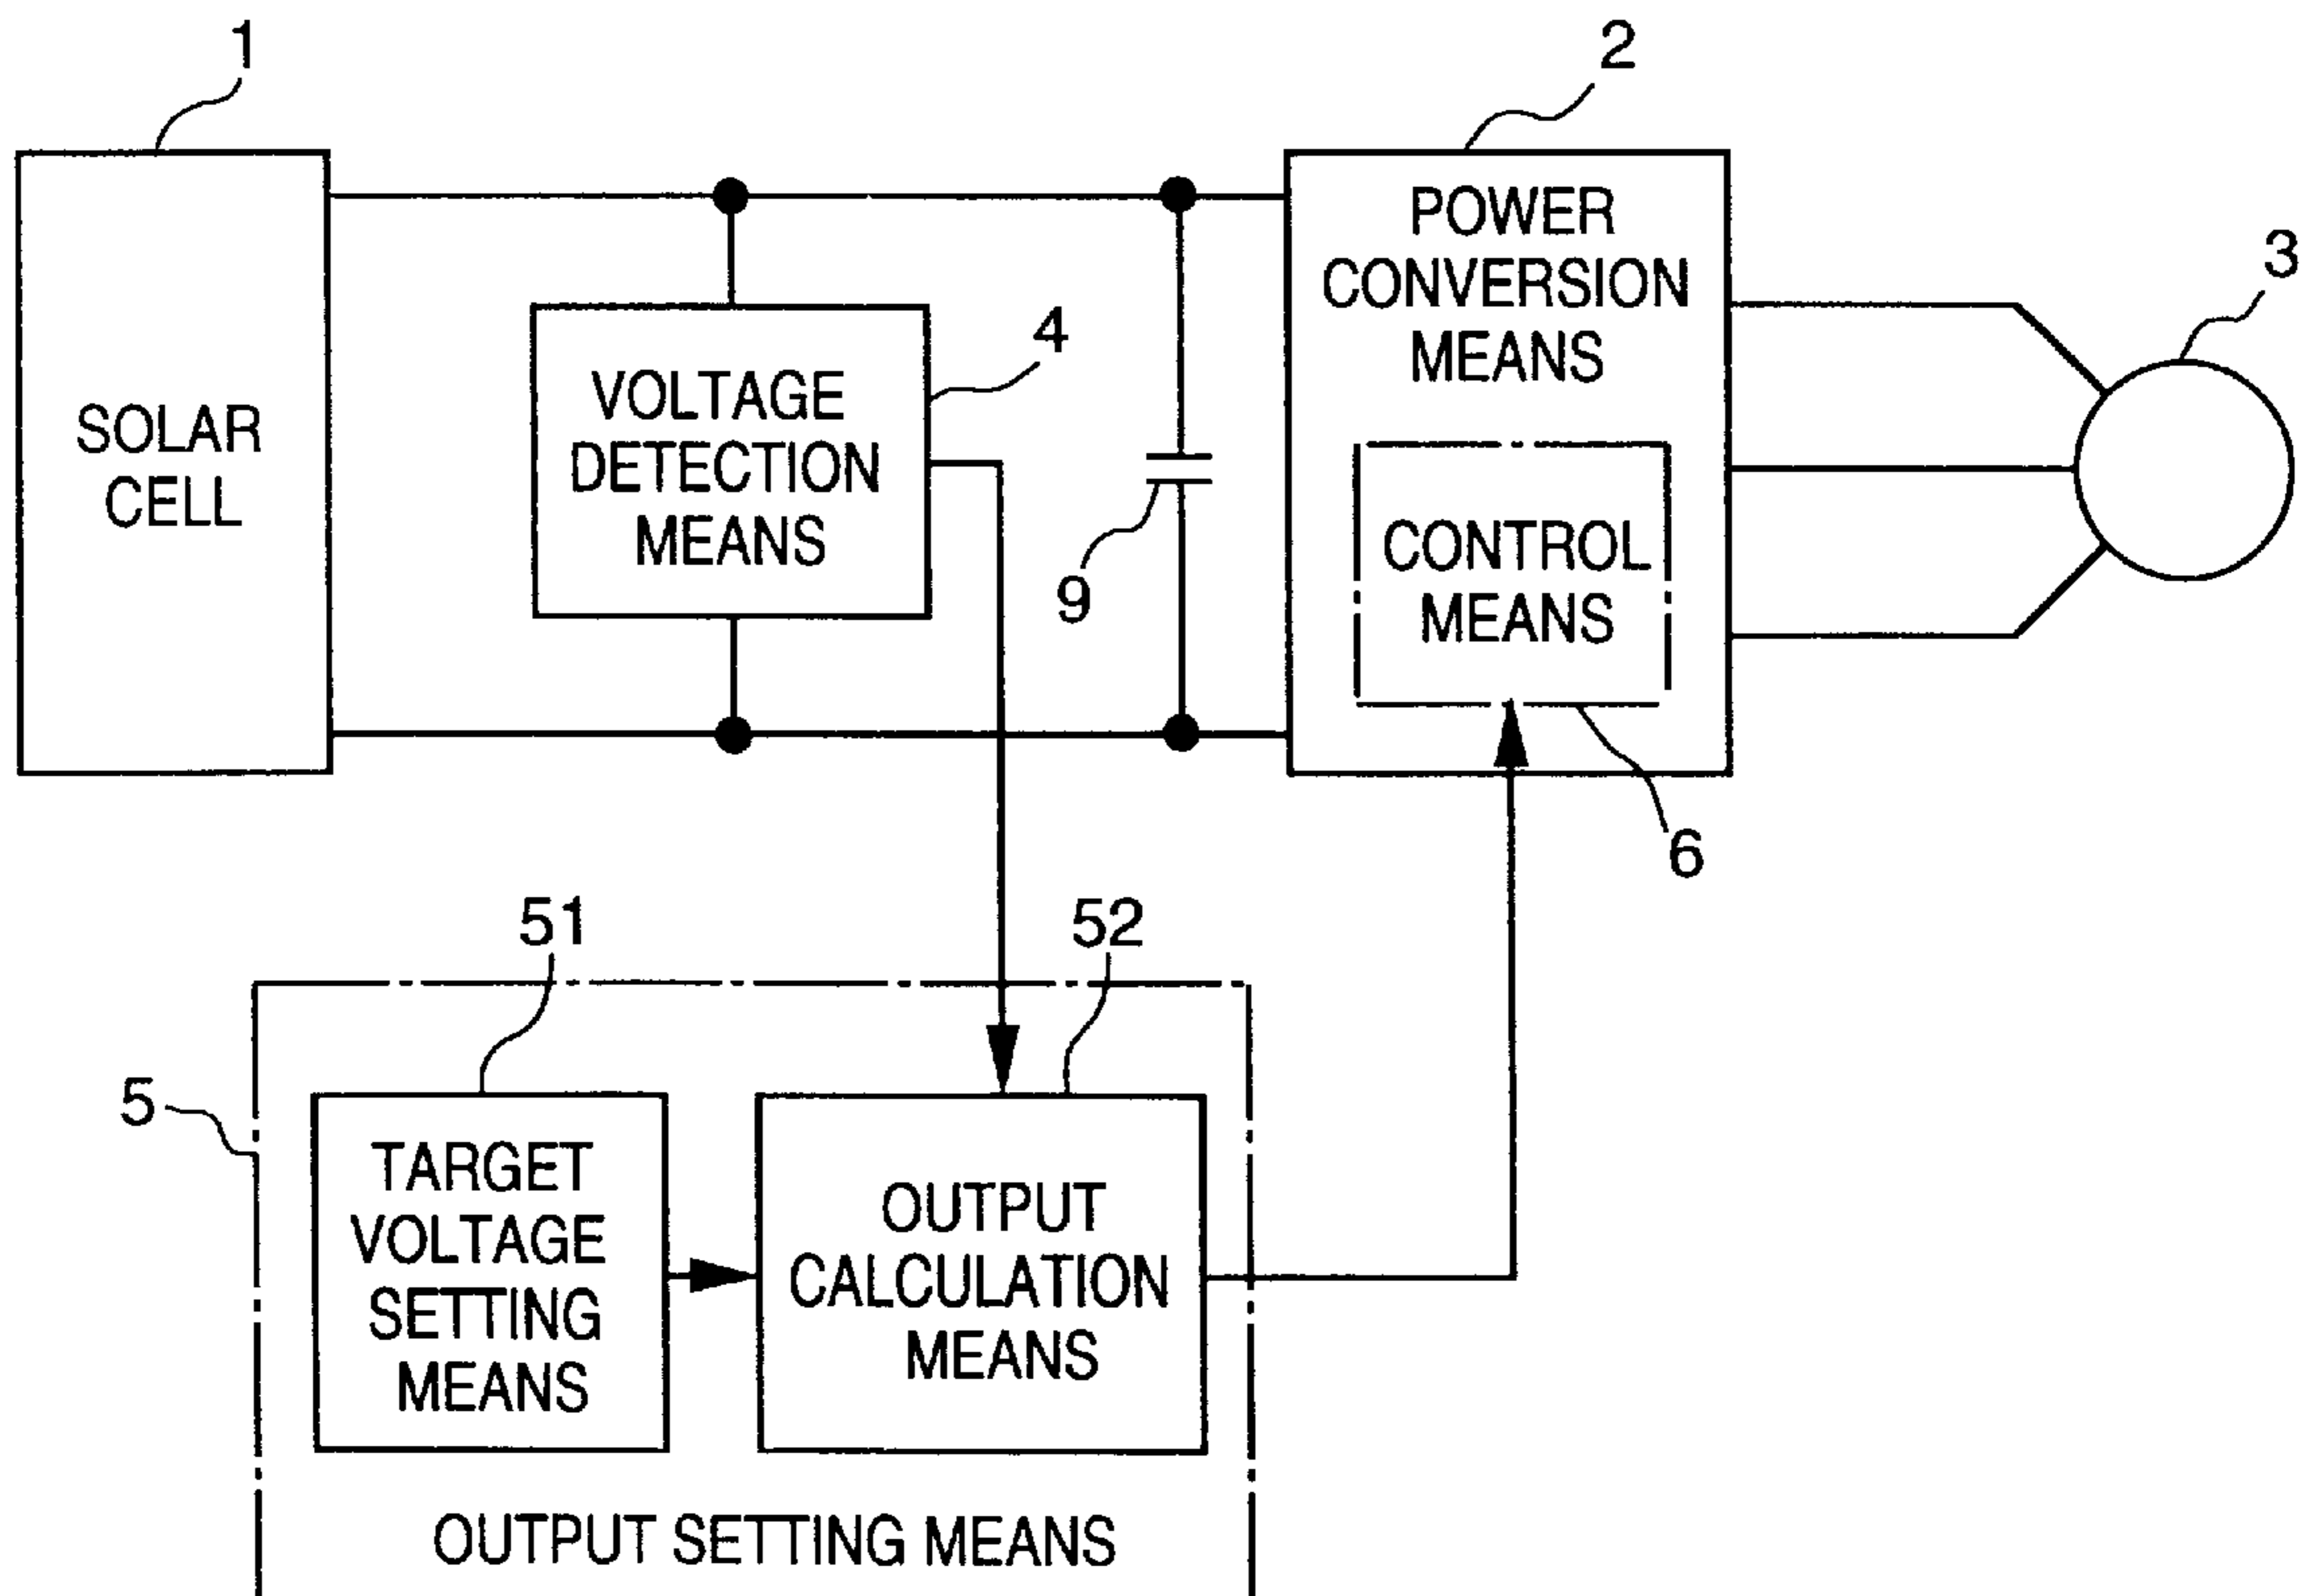 1
2
3
SOLAR
CELL
VOLTAGE
DETECTION
MEANS
4
9
POWER
CONVERSION
MEANS
CONTROL
MEANS
6
5
51
52
TARGET
VOLTAGE
SETTING
MEANS
OUTPUT
CALCULATION
MEANS
OUTPUT SETTING MEANS